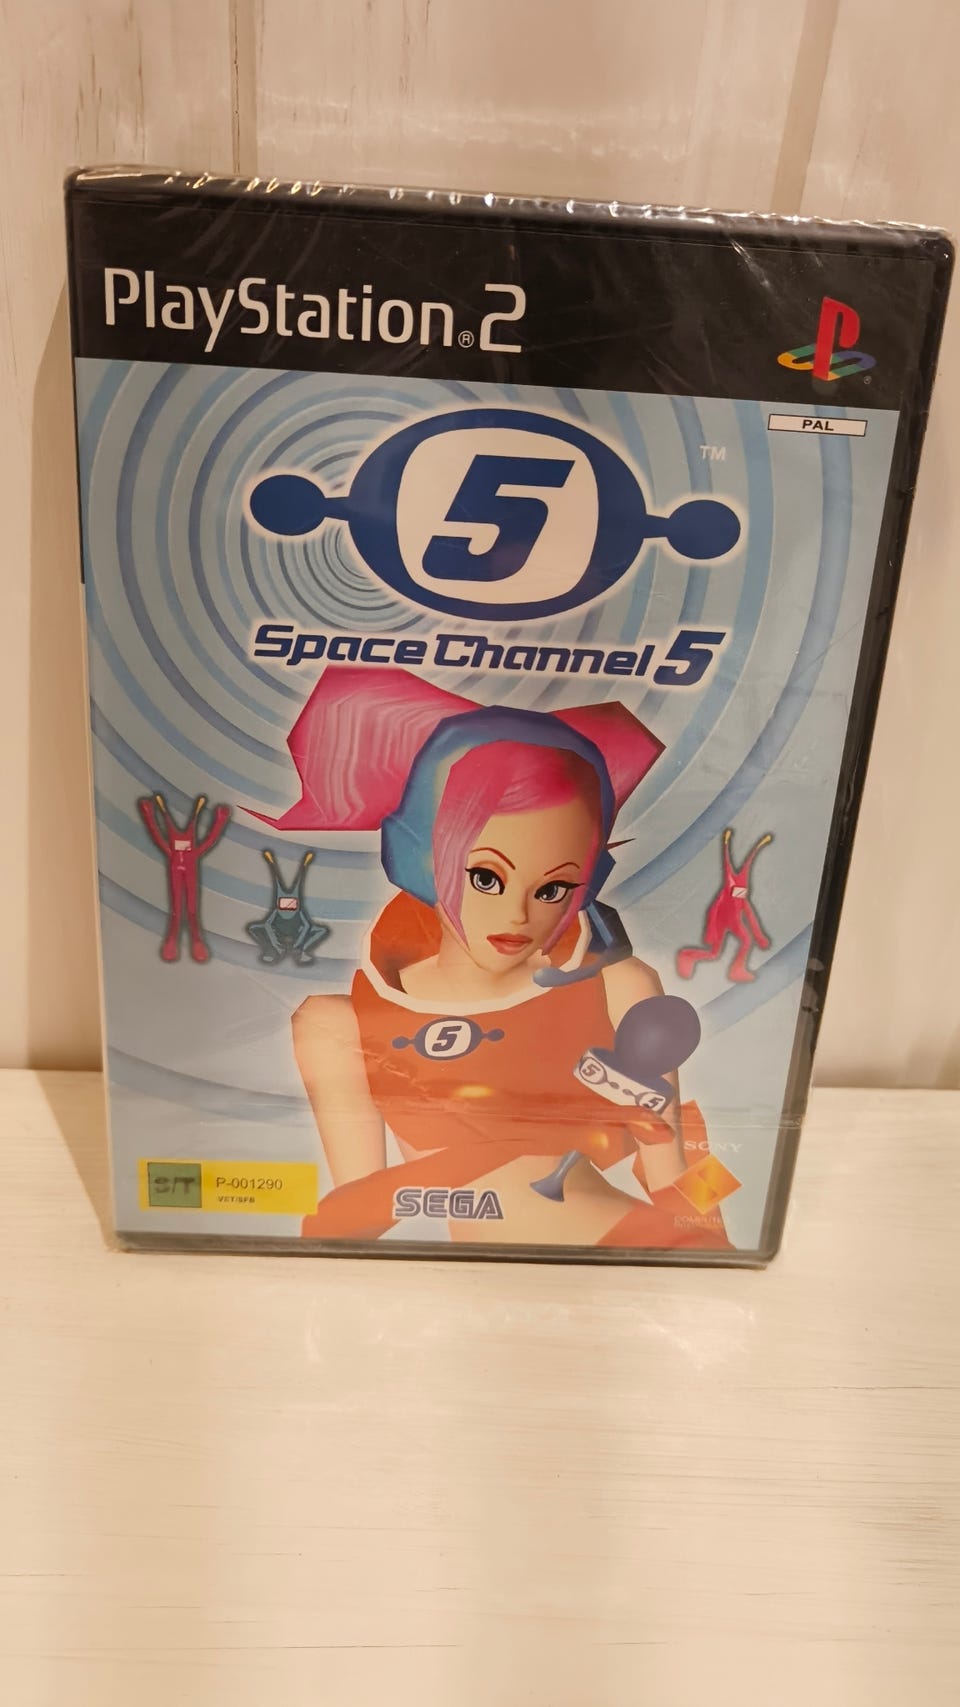 PlayStation®2
PAL
5
TM
Space Channel 5
5
5 5
S/T P-001290
VET/SFB
SEGA
SONY
COMPUTER